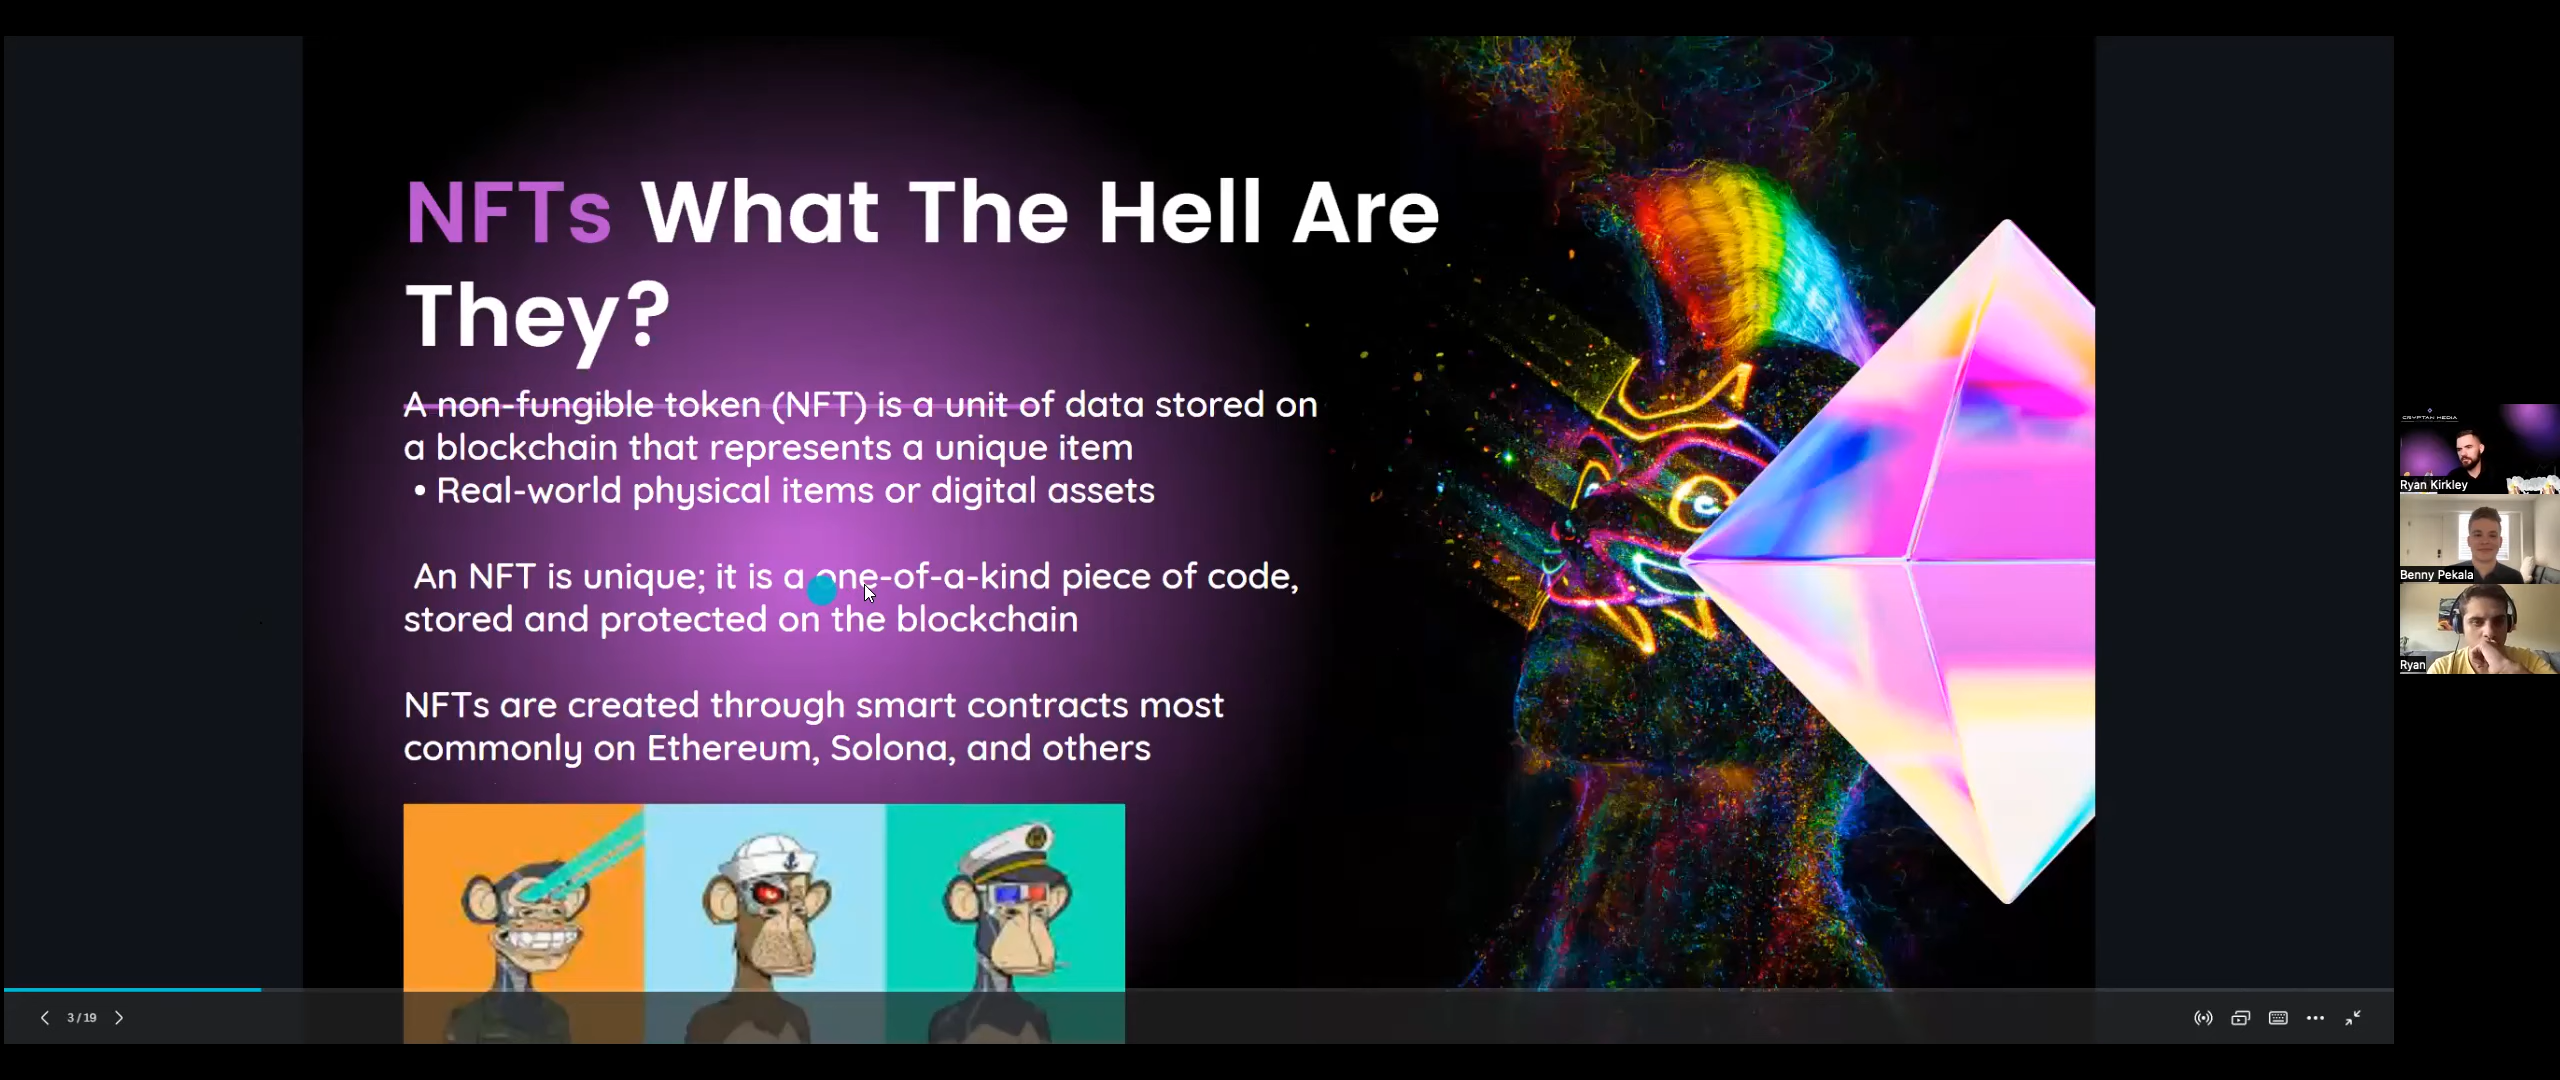 NFTs What The Hell Are
They?
A non-fungible token (NFT) is a unit of data stored on
a blockchain that represents a unique item
• Real-world physical items or digital assets
An NFT is unique; it is a one-of-a-kind piece of code,
stored and protected on the blockchain
NFTs are created through smart contracts most
commonly on Ethereum, Solona, and others
3 / 19
CRYPTAN MEDIA
Ryan Kirkley
Benny Pekala
Ryan